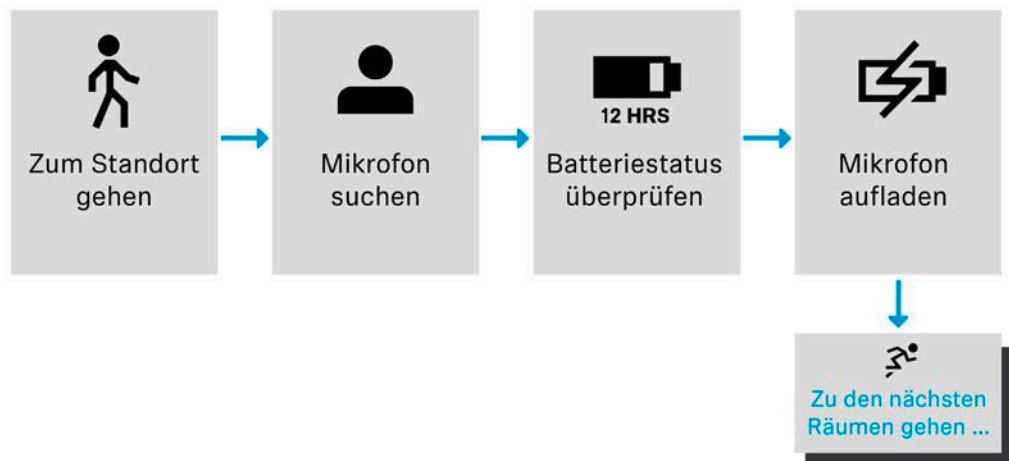 Zum Standort
gehen
Mikrofon
suchen
12 HRS
Batteriestatus
überprüfen
Mikrofon
aufladen
Zu den nächsten
Räumen gehen ...